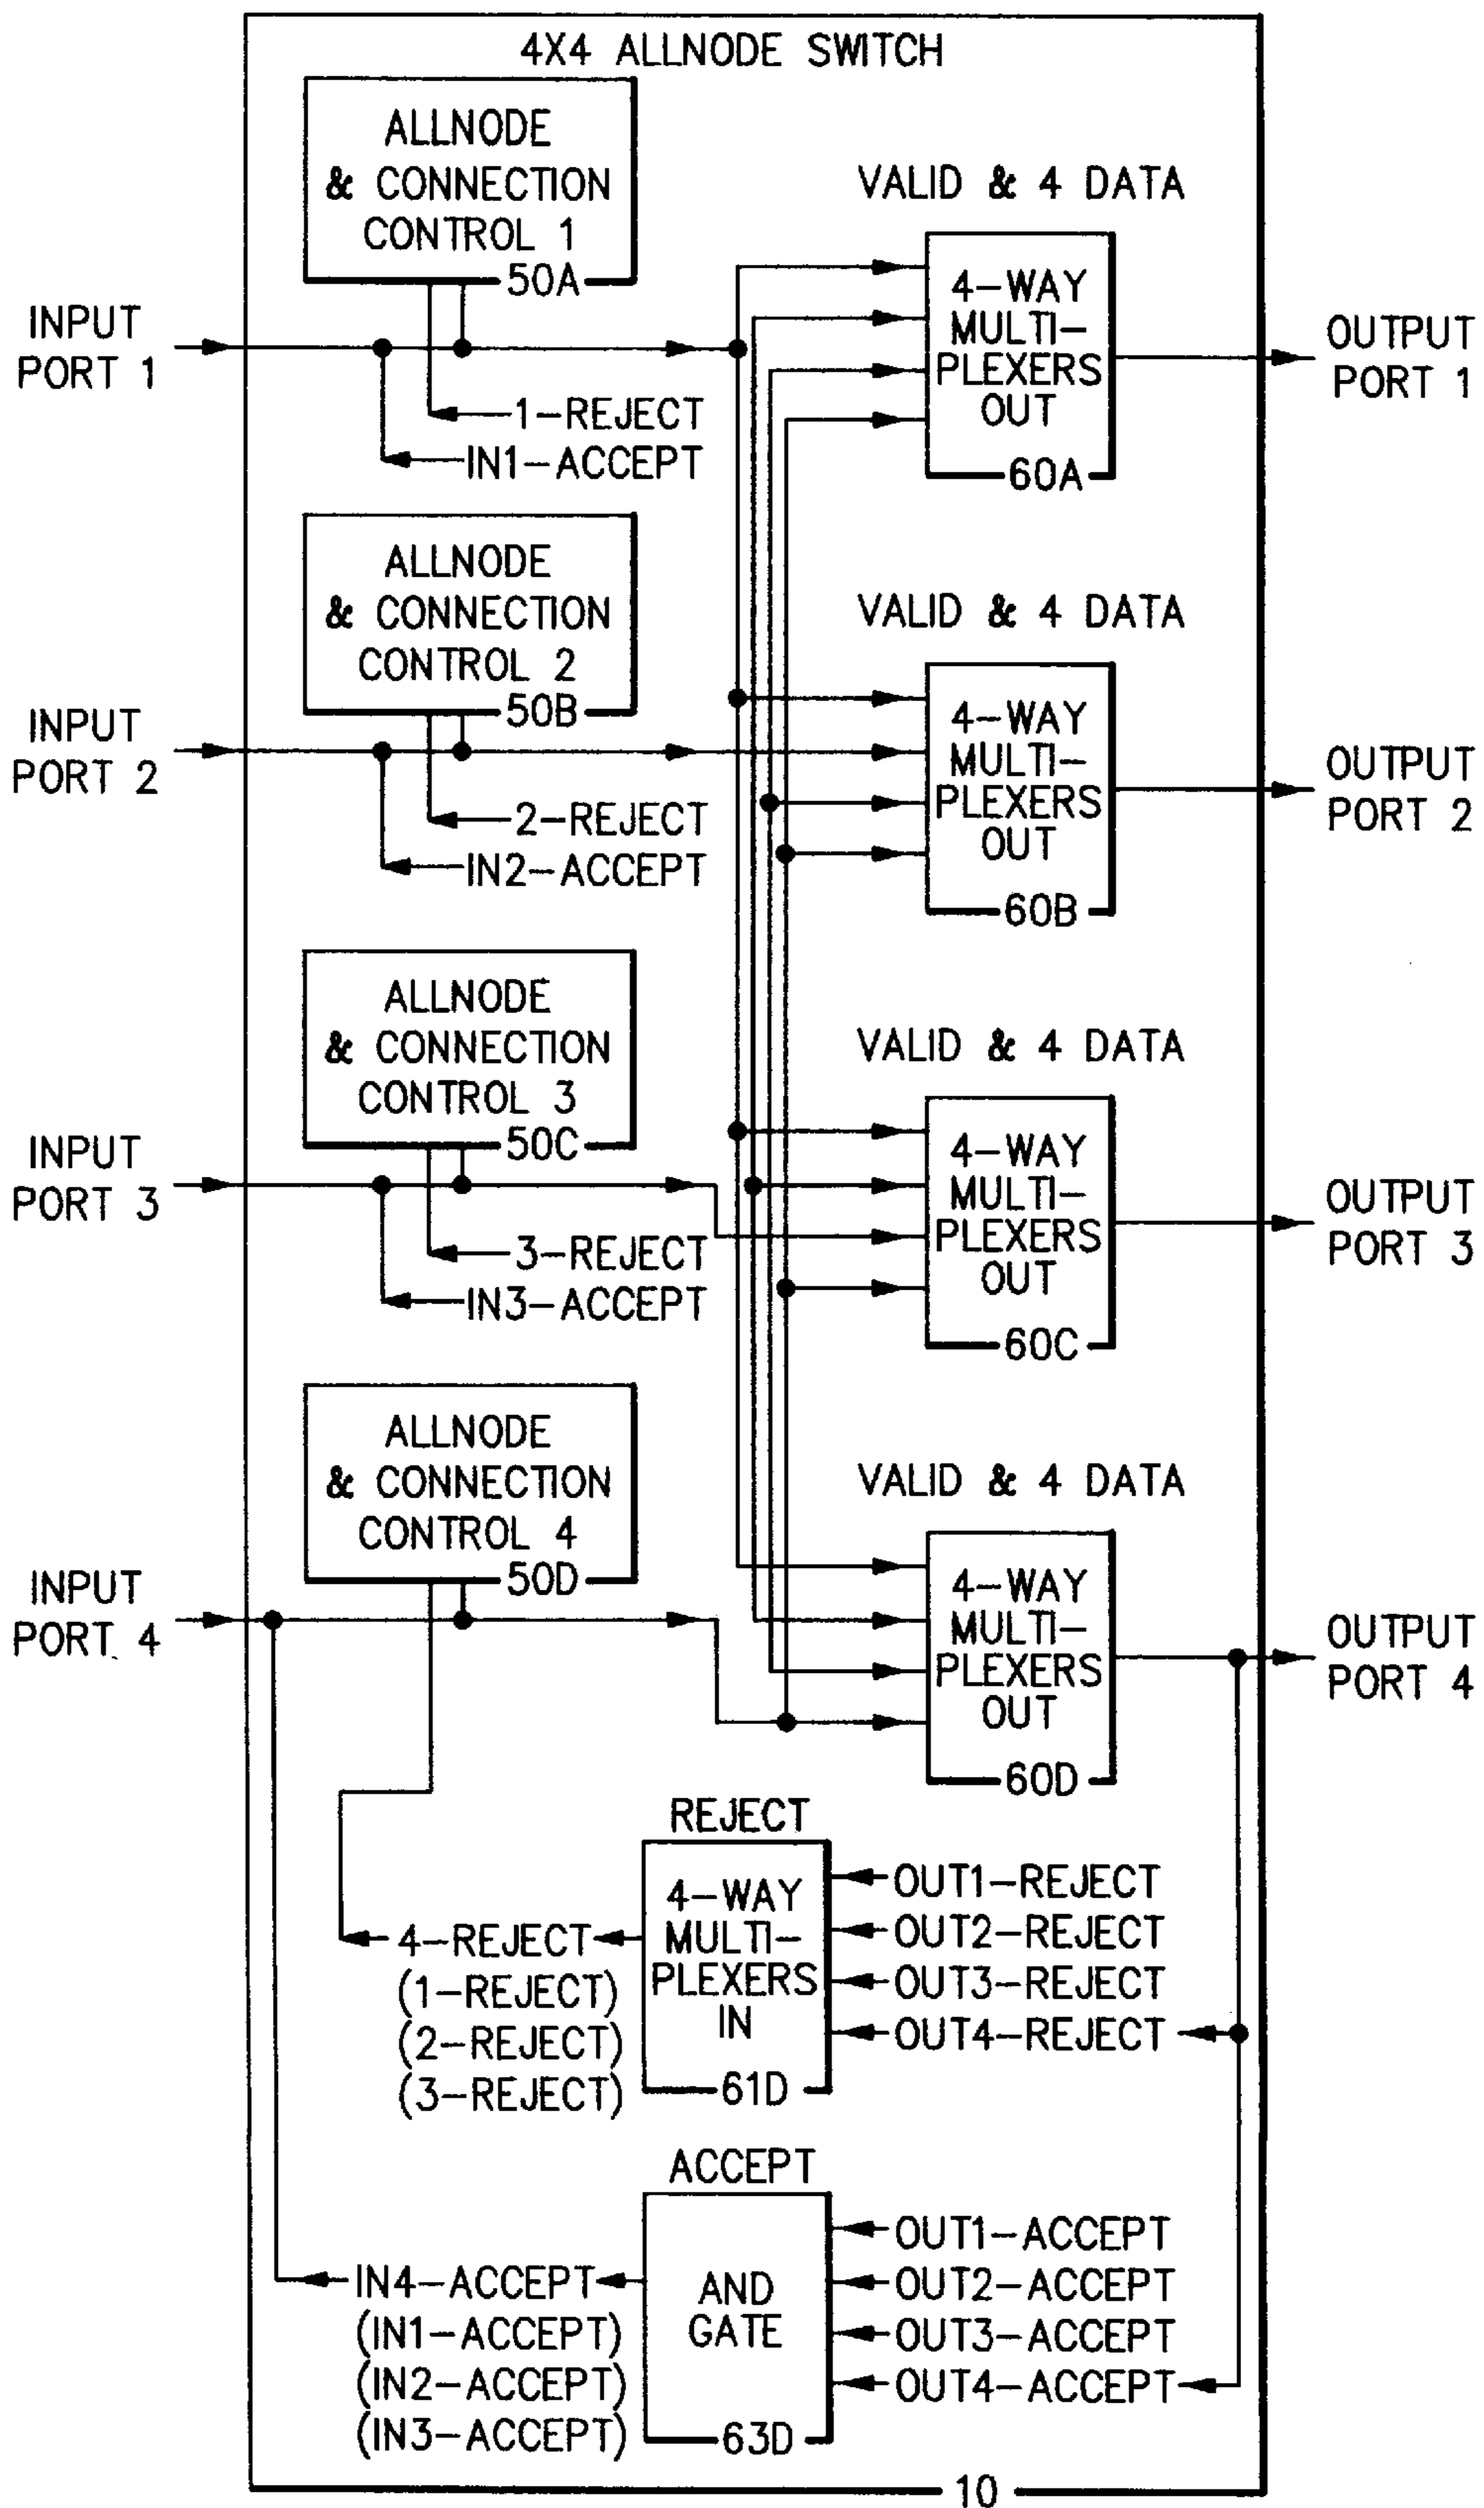 4X4 ALLNODE SWITCH
ALLNODE
& CONNECTION
CONTROL 1
50A
VALID & 4 DATA
4-WAY
MULTI-
PLEXERS
OUT
60A
INPUT
PORT 1
OUTPUT
PORT 1
1-REJECT
IN1-ACCEPT
ALLNODE
& CONNECTION
CONTROL 2
50B
VALID & 4 DATA
4-WAY
MULTI-
PLEXERS
OUT
60B
INPUT
PORT 2
OUTPUT
PORT 2
2-REJECT
IN2-ACCEPT
ALLNODE
& CONNECTION
CONTROL 3
50C
VALID & 4 DATA
4-WAY
MULTI-
PLEXERS
OUT
60C
INPUT
PORT 3
OUTPUT
PORT 3
3-REJECT
IN3-ACCEPT
ALLNODE
& CONNECTION
CONTROL 4
50D
VALID & 4 DATA
4-WAY
MULTI-
PLEXERS
OUT
60D
INPUT
PORT 4
OUTPUT
PORT 4
REJECT
4-WAY
MULTI-
PLEXERS
IN
61D
OUT1-REJECT
OUT2-REJECT
OUT3-REJECT
OUT4-REJECT
4-REJECT
(1-REJECT)
(2-REJECT)
(3-REJECT)
ACCEPT
AND
GATE
63D
OUT1-ACCEPT
OUT2-ACCEPT
OUT3-ACCEPT
OUT4-ACCEPT
IN4-ACCEPT
(IN1-ACCEPT)
(IN2-ACCEPT)
(IN3-ACCEPT)
10